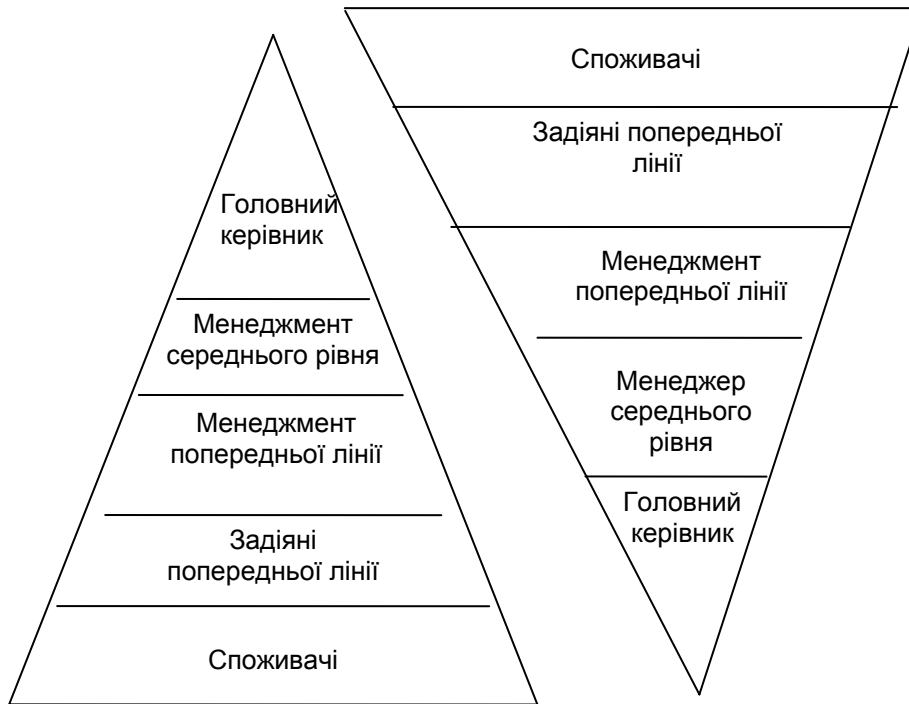 Головний
керівник
Менеджмент
середнього рівня
Менеджмент
попередньої лінії
Задіяні
попередньої лінії
Споживачі
Споживачі
Задіяні попередньої
лінії
Менеджмент
попередньої лінії
Менеджер
середнього
рівня
Головний
керівник